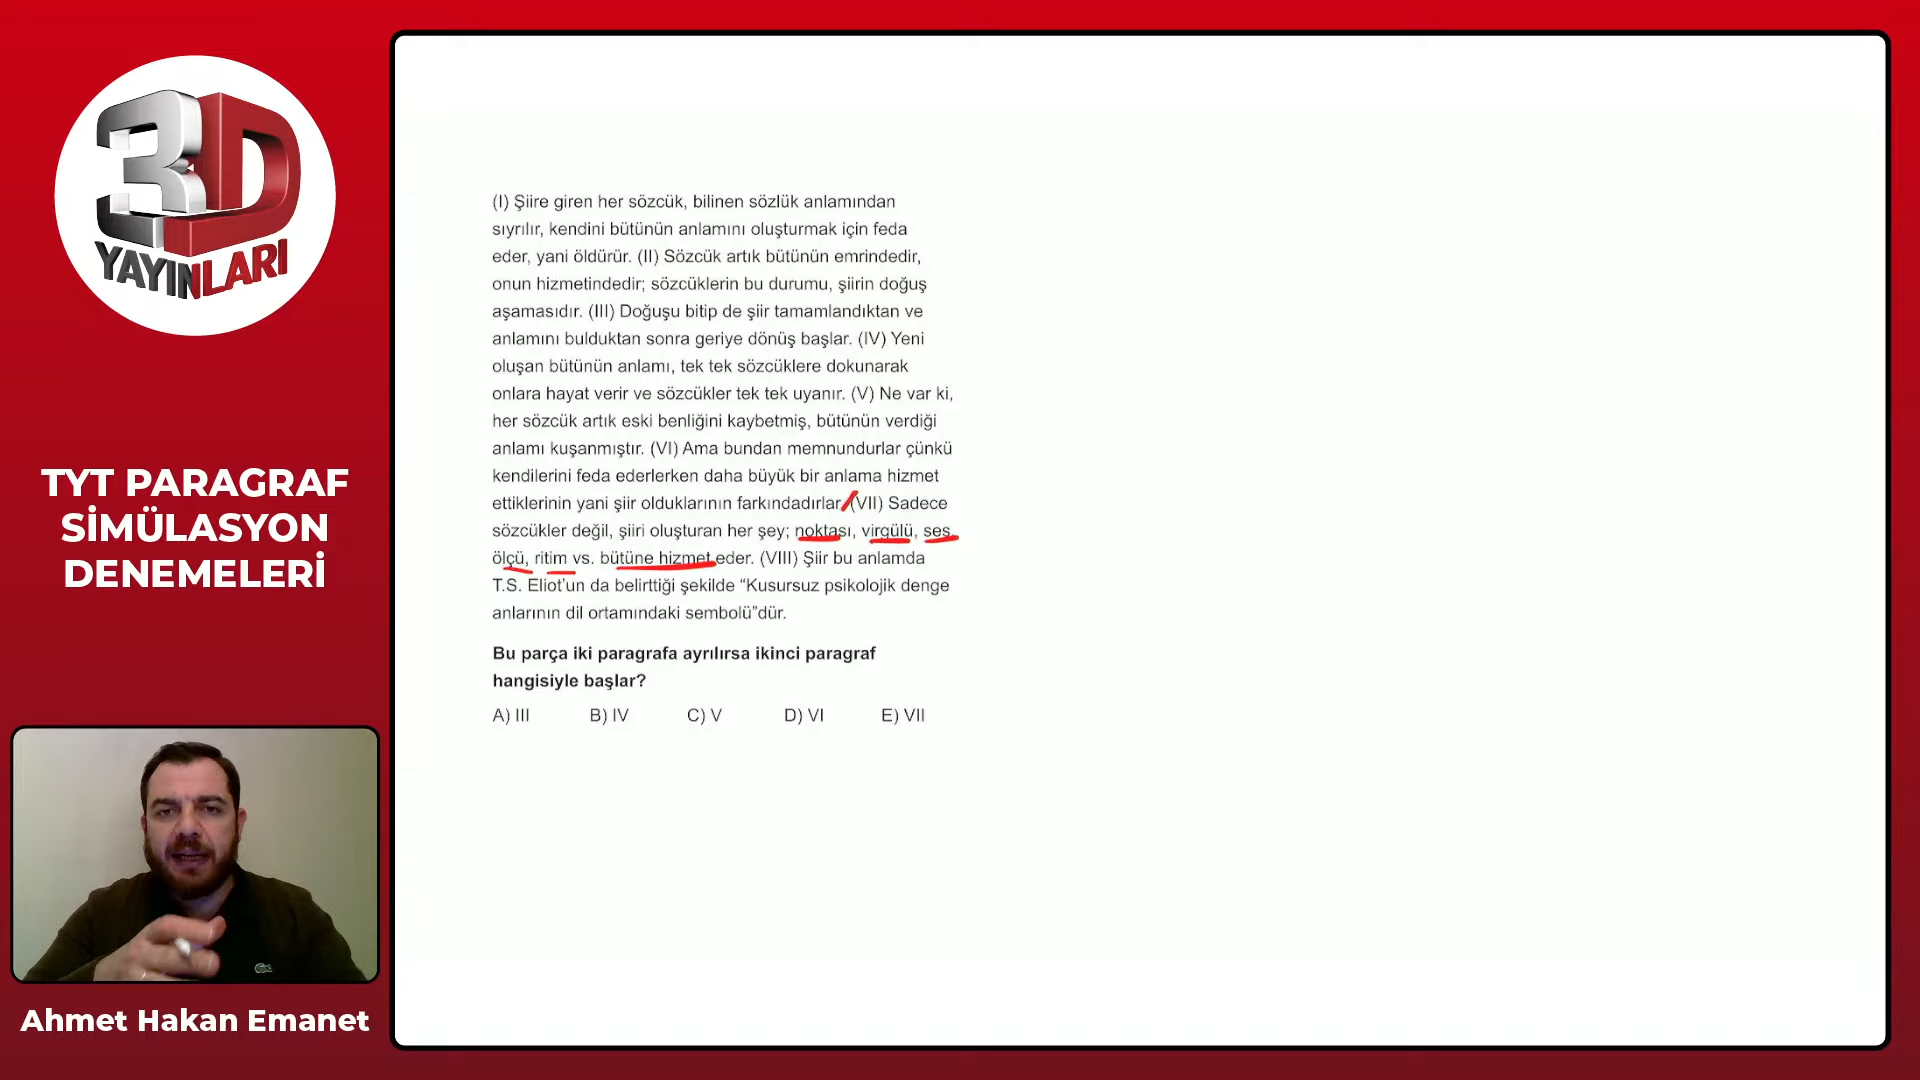 3D
YAYINLARI
TYT PARAGRAF
SİMÜLASYON
DENEMELERİ
Ahmet Hakan Emanet
(I) Şiire giren her sözcük, bilinen sözlük anlamından
sıyrılır, kendini bütünün anlamını oluşturmak için feda
eder, yani öldürür. (II) Sözcük artık bütünün emrindedir,
onun hizmetindedir; sözcüklerin bu durumu, şiirin doğuş
aşamasıdır. (III) Doğuşu bitip de şiir tamamlandıktan ve
anlamını bulduktan sonra geriye dönüş başlar. (IV) Yeni
oluşan bütünün anlamı, tek tek sözcüklere dokunarak
onlara hayat verir ve sözcükler tek tek uyanır. (V) Ne var ki,
her sözcük artık eski benliğini kaybetmiş, bütünün verdiği
anlamı kuşanmıştır. (VI) Ama bundan memnundurlar çünkü
kendilerini feda ederlerken daha büyük bir anlama hizmet
ettiklerinin yani şiir olduklarının farkındadırlar. (VII) Sadece
sözcükler değil, şiiri oluşturan her şey; noktası, virgülü, ses,
ölçü, ritim vs. bütüne hizmet eder. (VIII) Şiir bu anlamda
T.S. Eliot’un da belirttiği şekilde “Kusursuz psikolojik denge
anlarının dil ortamındaki sembolü”dür.
Bu parça iki paragrafa ayrılırsa ikinci paragraf
hangisiyle başlar?
A) III B) IV C) V D) VI E) VII